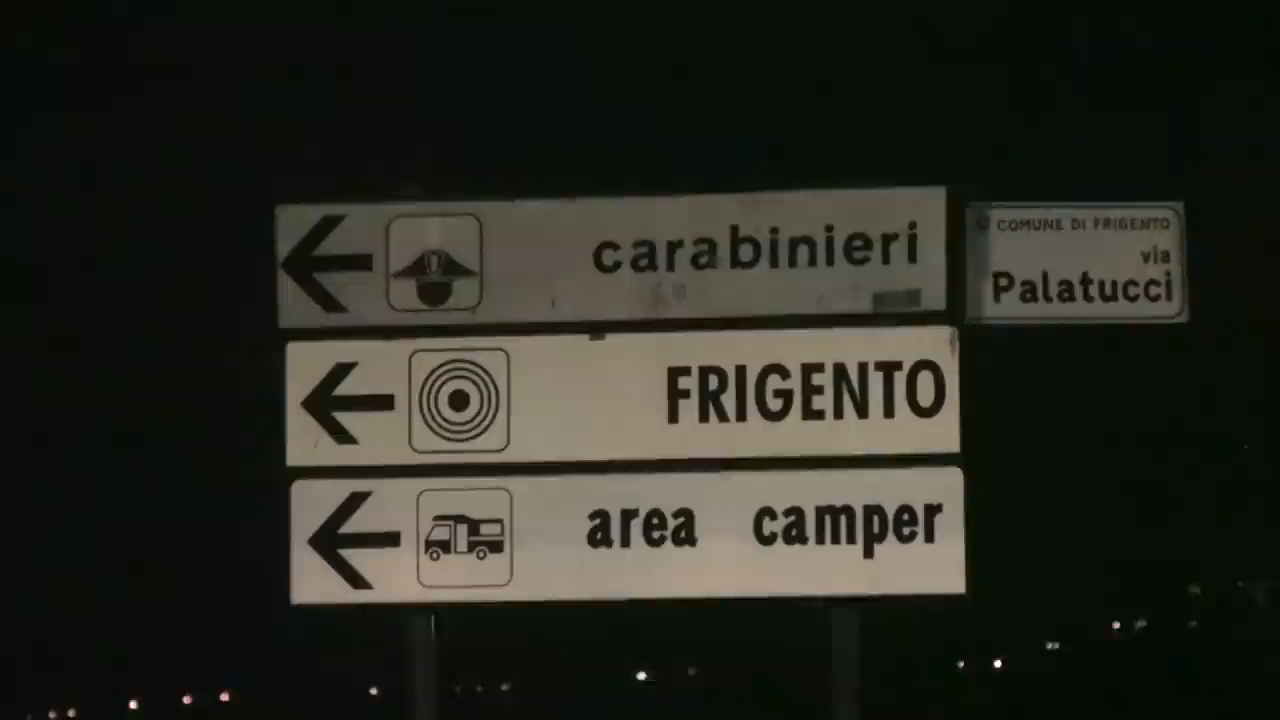 carabinieri
COMUNE DI FRIGENTO
via
Palatucci
FRIGENTO
area camper